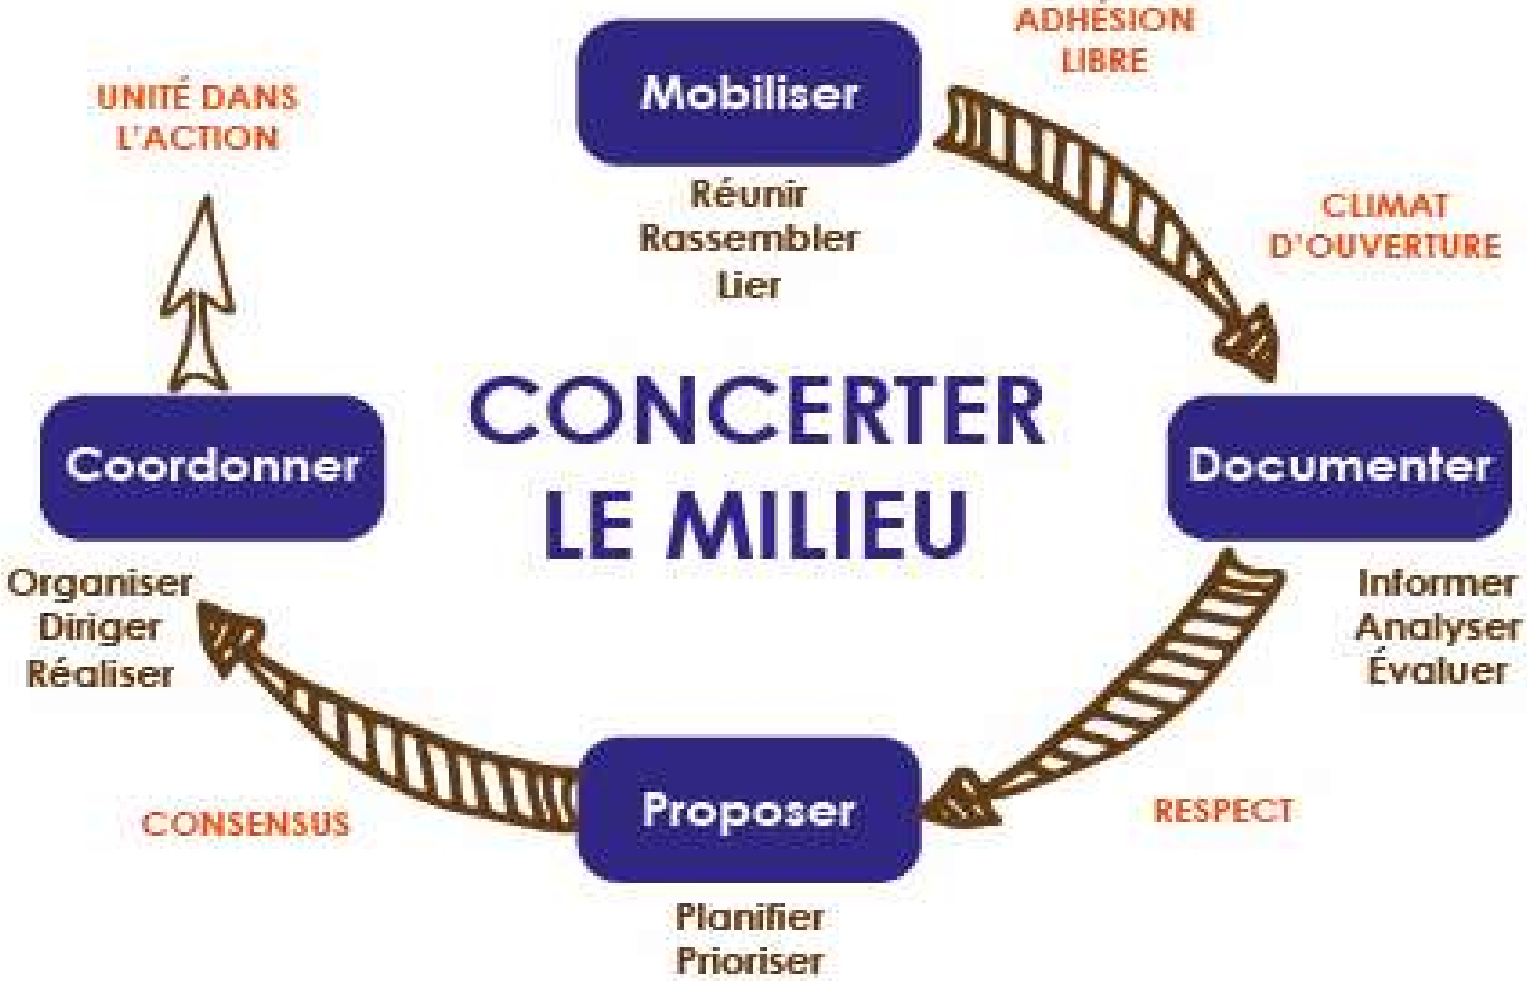 ADHÉSION
LIBRE
Mobiliser
Réunir
Rassembler
Lier
CLIMAT
D'OUVERTURE
Documenter
Informer
Analyser
Évaluer
RESPECT
Proposer
Planifier
Prioriser
CONSENSUS
Coordonner
Organiser
Diriger
Réaliser
UNITÉ DANS
L'ACTION
CONCERTER
LE MILIEU